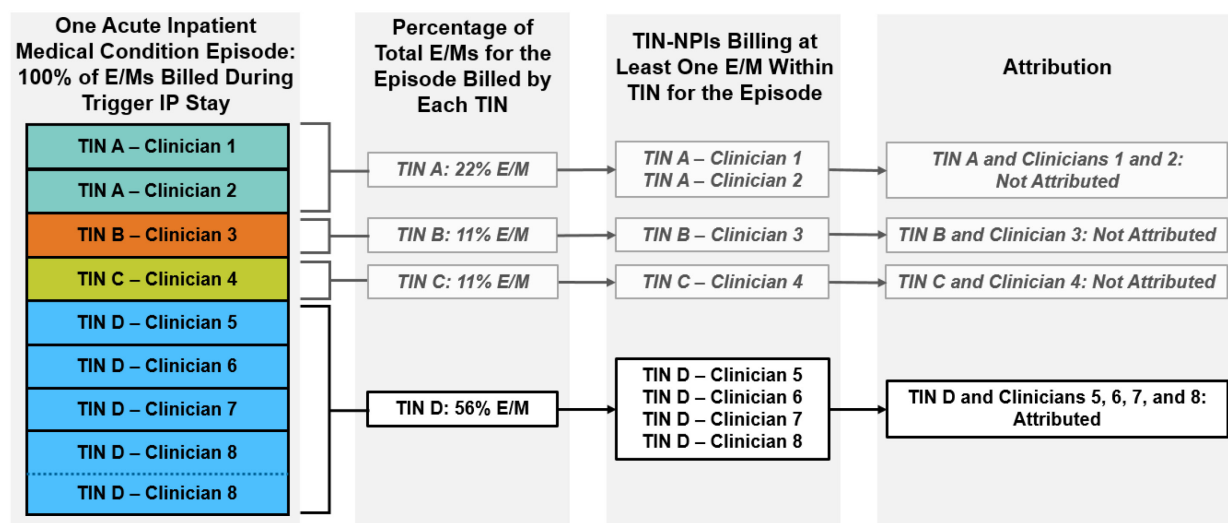 One Acute Inpatient
Medical Condition Episode:
100% of E/Ms Billed During
Trigger IP Stay
TIN A – Clinician 1
TIN A – Clinician 2
TIN B – Clinician 3
TIN C – Clinician 4
TIN D – Clinician 5
TIN D – Clinician 6
TIN D – Clinician 7
TIN D – Clinician 8
TIN D – Clinician 8
Percentage of
Total E/Ms for the
Episode Billed by
Each TIN
TIN A: 22% E/M
TIN B: 11% E/M
TIN C: 11% E/M
TIN D: 56% E/M
TIN-NPIs Billing at
Least One E/M Within
TIN for the Episode
TIN A – Clinician 1
TIN A – Clinician 2
TIN B – Clinician 3
TIN C – Clinician 4
TIN D – Clinician 5
TIN D – Clinician 6
TIN D – Clinician 7
TIN D – Clinician 8
Attribution
TIN A and Clinicians 1 and 2:
Not Attributed
TIN B and Clinician 3: Not Attributed
TIN C and Clinician 4: Not Attributed
TIN D and Clinicians 5, 6, 7, and 8:
Attributed